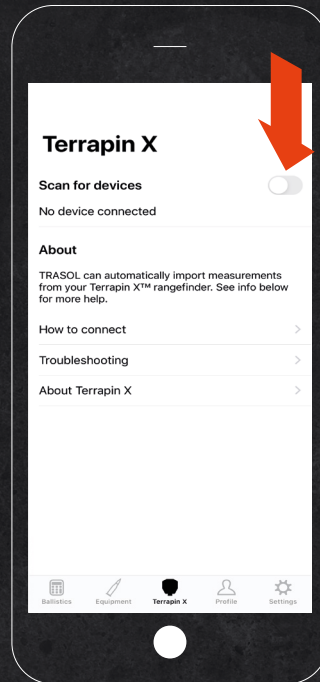 Terrapin X
Scan for devices
No device connected
About
TRASOL can automatically import measurements
from your Terrapin X™ rangefinder. See info below
for more help.
How to connect
Troubleshooting
About Terrapin X
Ballistics Equipment Terrapin X Profile Settings